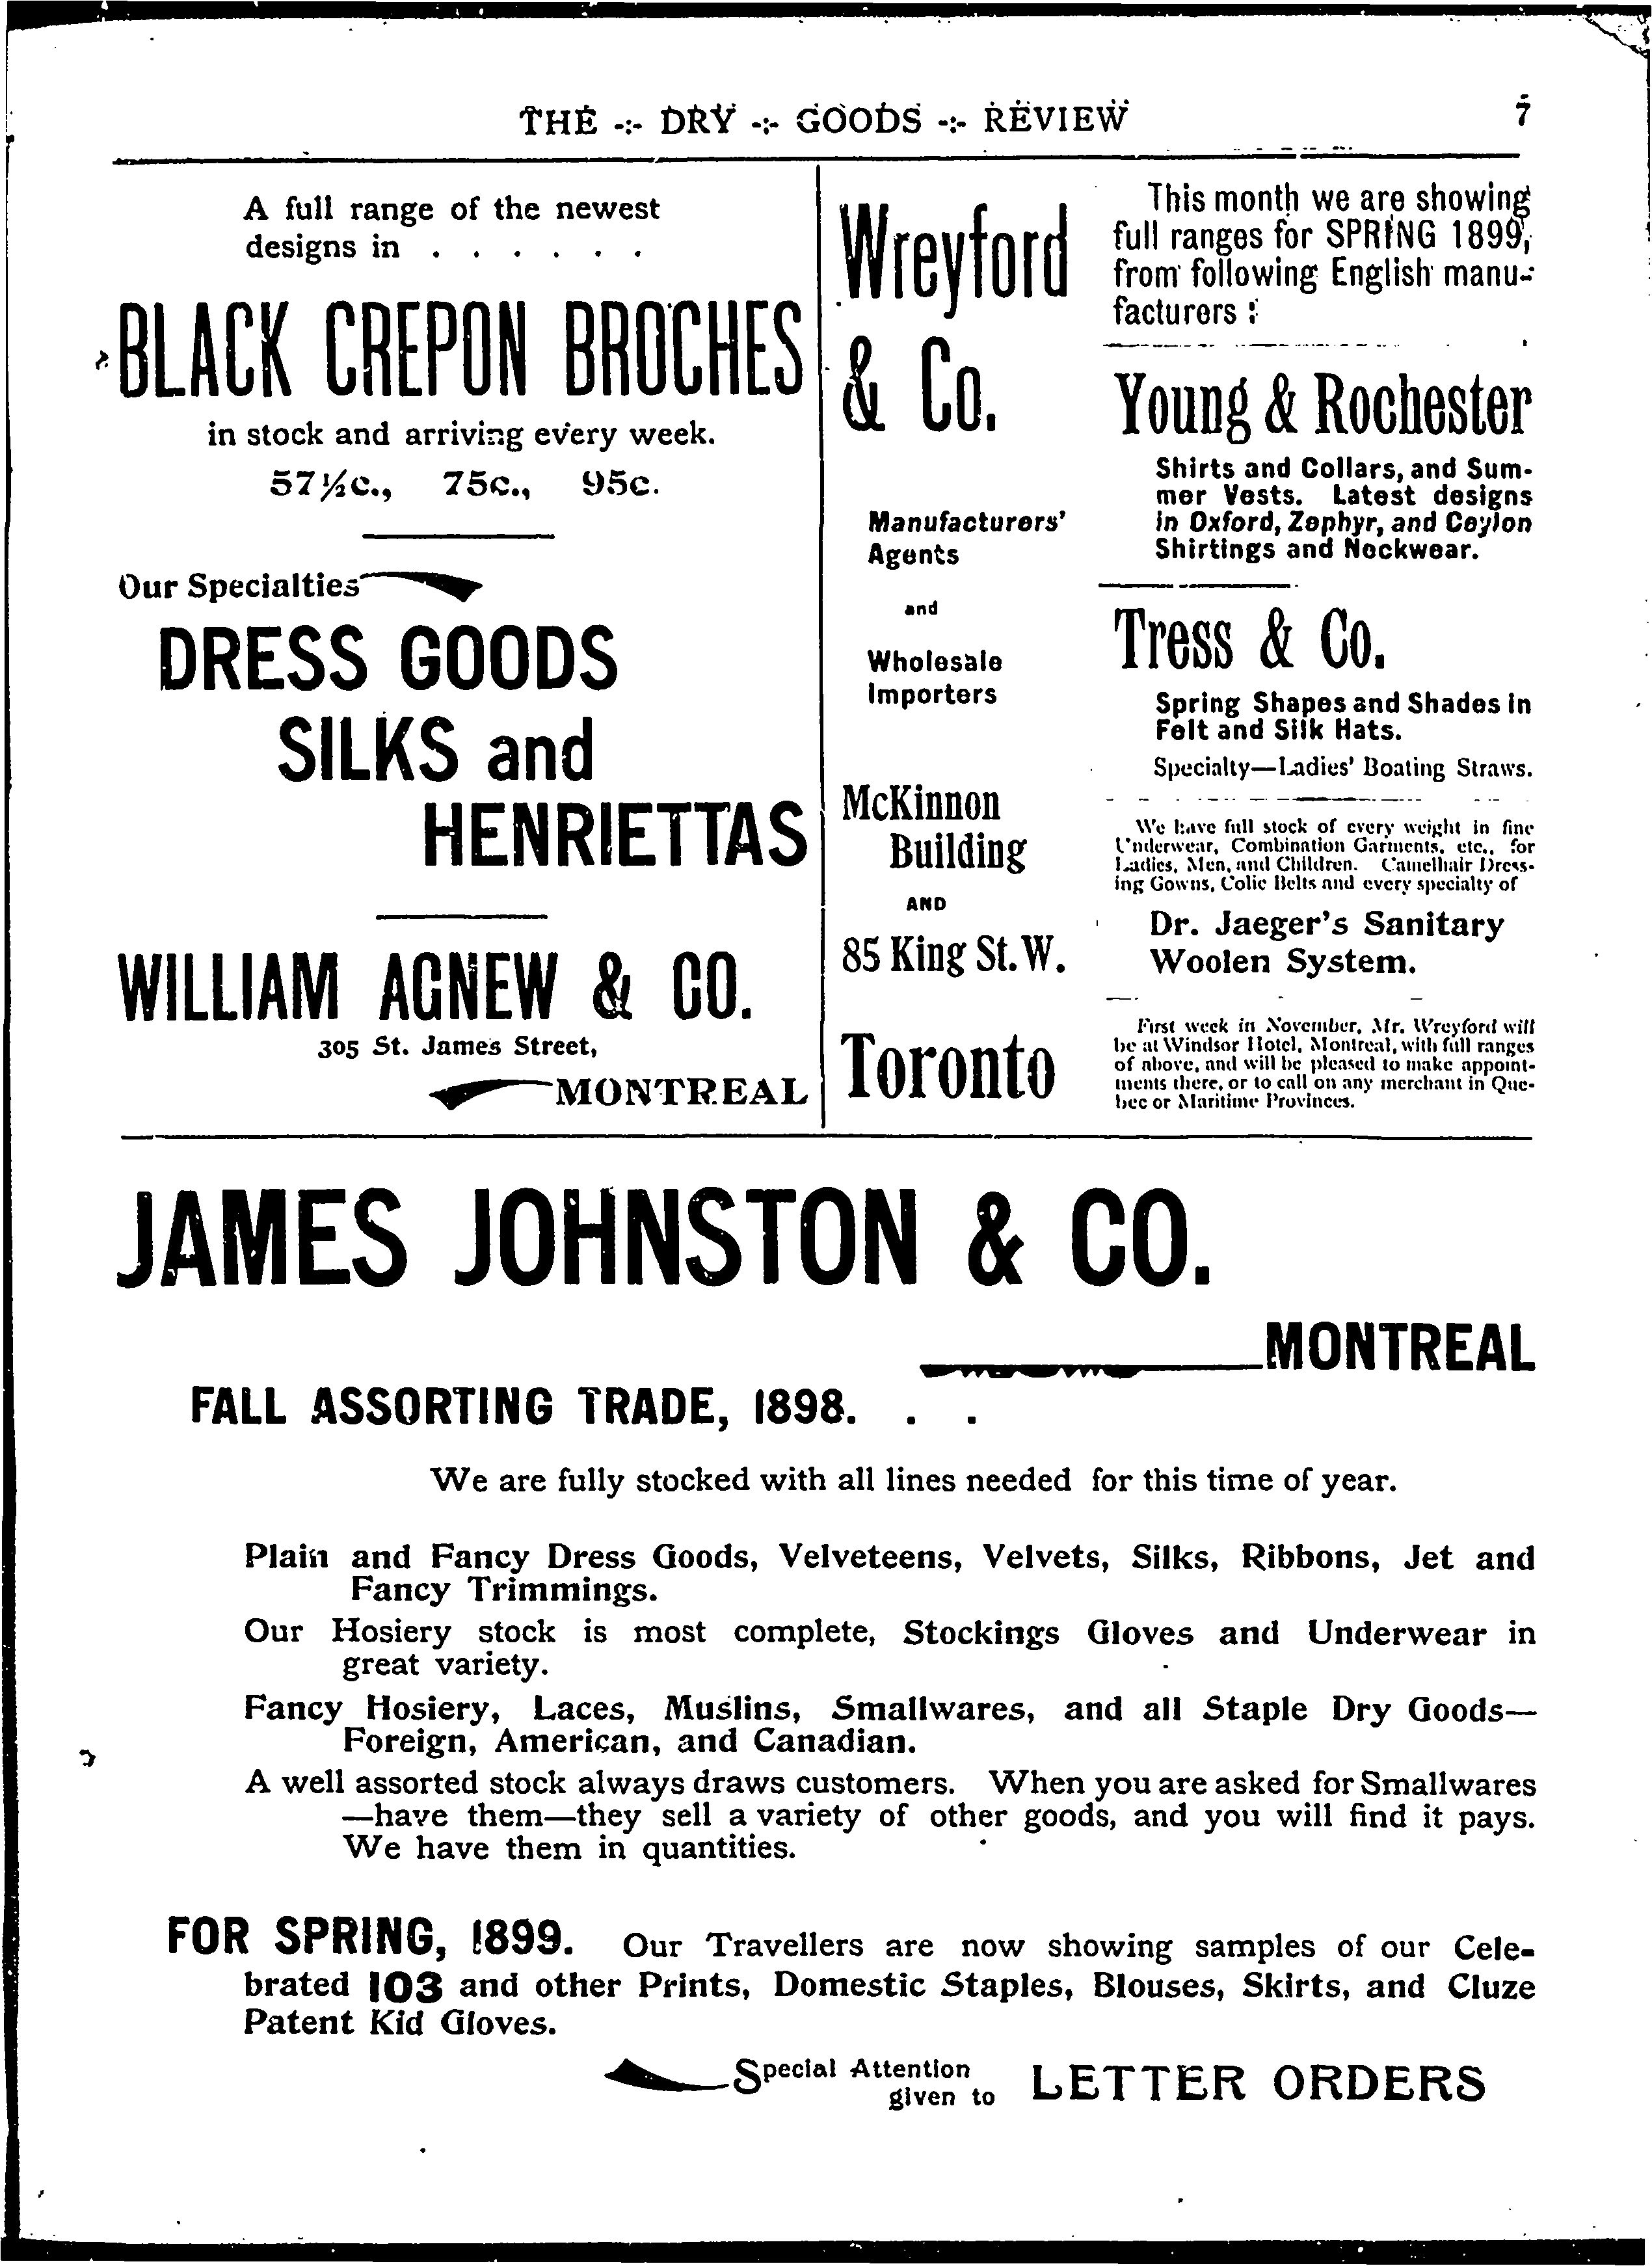 THE -:- DRY -:- GOODS -:- REVIEW
7
A full range of the newest
designs in . . . . . .
BLACK CREPON BROCHES
in stock and arriving every week.
57½c., 75c., 95c.
Our Specialties
DRESS GOODS
SILKS and
HENRIETTAS
WILLIAM AGNEW & CO.
305 St. James Street,
MONTREAL
Wreyford
& Co.
Manufacturers'
Agents
and
Wholesale
Importers
McKinnon
Building
AND
85 King St. W.
Toronto
This month we are showing
full ranges for SPRING 1899,
from following English manu-
facturers :
Young & Rochester
Shirts and Collars, and Sum-
mer Vests. Latest designs
in Oxford, Zephyr, and Ceylon
Shirtings and Neckwear.
Tress & Co.
Spring Shapes and Shades in
Felt and Silk Hats.
Specialty—Ladies' Boating Straws.
We have full stock of every weight in fine
Underwear, Combination Garments, etc., for
Ladies, Men, and Children. Camelhair Dress-
ing Gowns, Colic Belts and every specialty of
Dr. Jaeger's Sanitary
Woolen System.
First week in November, Mr. Wreyford will
be at Windsor Hotel, Montreal, with full ranges
of above, and will be pleased to make appoint-
ments there, or to call on any merchant in Que-
bec or Maritime Provinces.
JAMES JOHNSTON & CO.
MONTREAL
FALL ASSORTING TRADE, 1898. . .
We are fully stocked with all lines needed for this time of year.
Plain and Fancy Dress Goods, Velveteens, Velvets, Silks, Ribbons, Jet and
Fancy Trimmings.
Our Hosiery stock is most complete, Stockings Gloves and Underwear in
great variety.
Fancy Hosiery, Laces, Muslins, Smallwares, and all Staple Dry Goods—
Foreign, American, and Canadian.
A well assorted stock always draws customers. When you are asked for Smallwares
—have them—they sell a variety of other goods, and you will find it pays.
We have them in quantities.
FOR SPRING, 1899. Our Travellers are now showing samples of our Cele-
brated 103 and other Prints, Domestic Staples, Blouses, Skirts, and Cluze
Patent Kid Gloves.
Special Attention
given to LETTER ORDERS